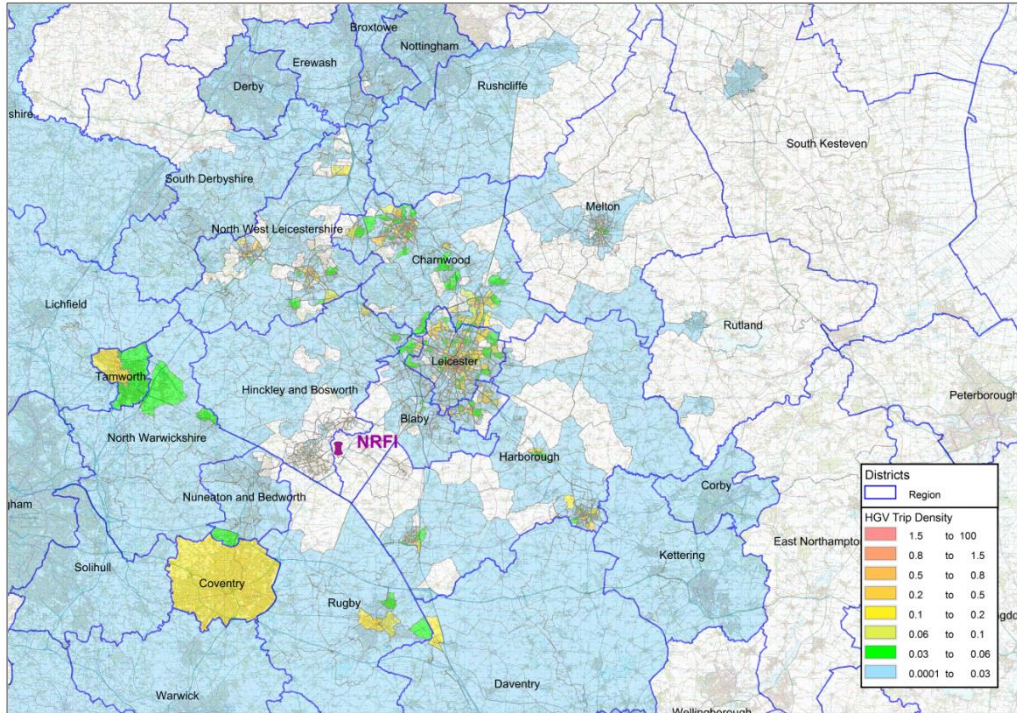 Broxtowe
Nottingham
Erewash
Derby
Rushcliffe
shire
South Kesteven
South Derbyshire
Melton
North West Leicestershire
Charnwood
Lichfield
Rutland
Leicester
Tamworth
Hinckley and Bosworth
Peterborough
Blaby
North Warwickshire
NRFI
Harborough
Nuneaton and Bedworth
Corby
gham
East Northampto
Kettering
Solihull
Coventry
Rugby
ngdo
Warwick
Daventry
Wellingborough
Districts
Region
HGV Trip Density
1.5 to 100
0.8 to 1.5
0.5 to 0.8
0.2 to 0.5
0.1 to 0.2
0.06 to 0.1
0.03 to 0.06
0.0001 to 0.03